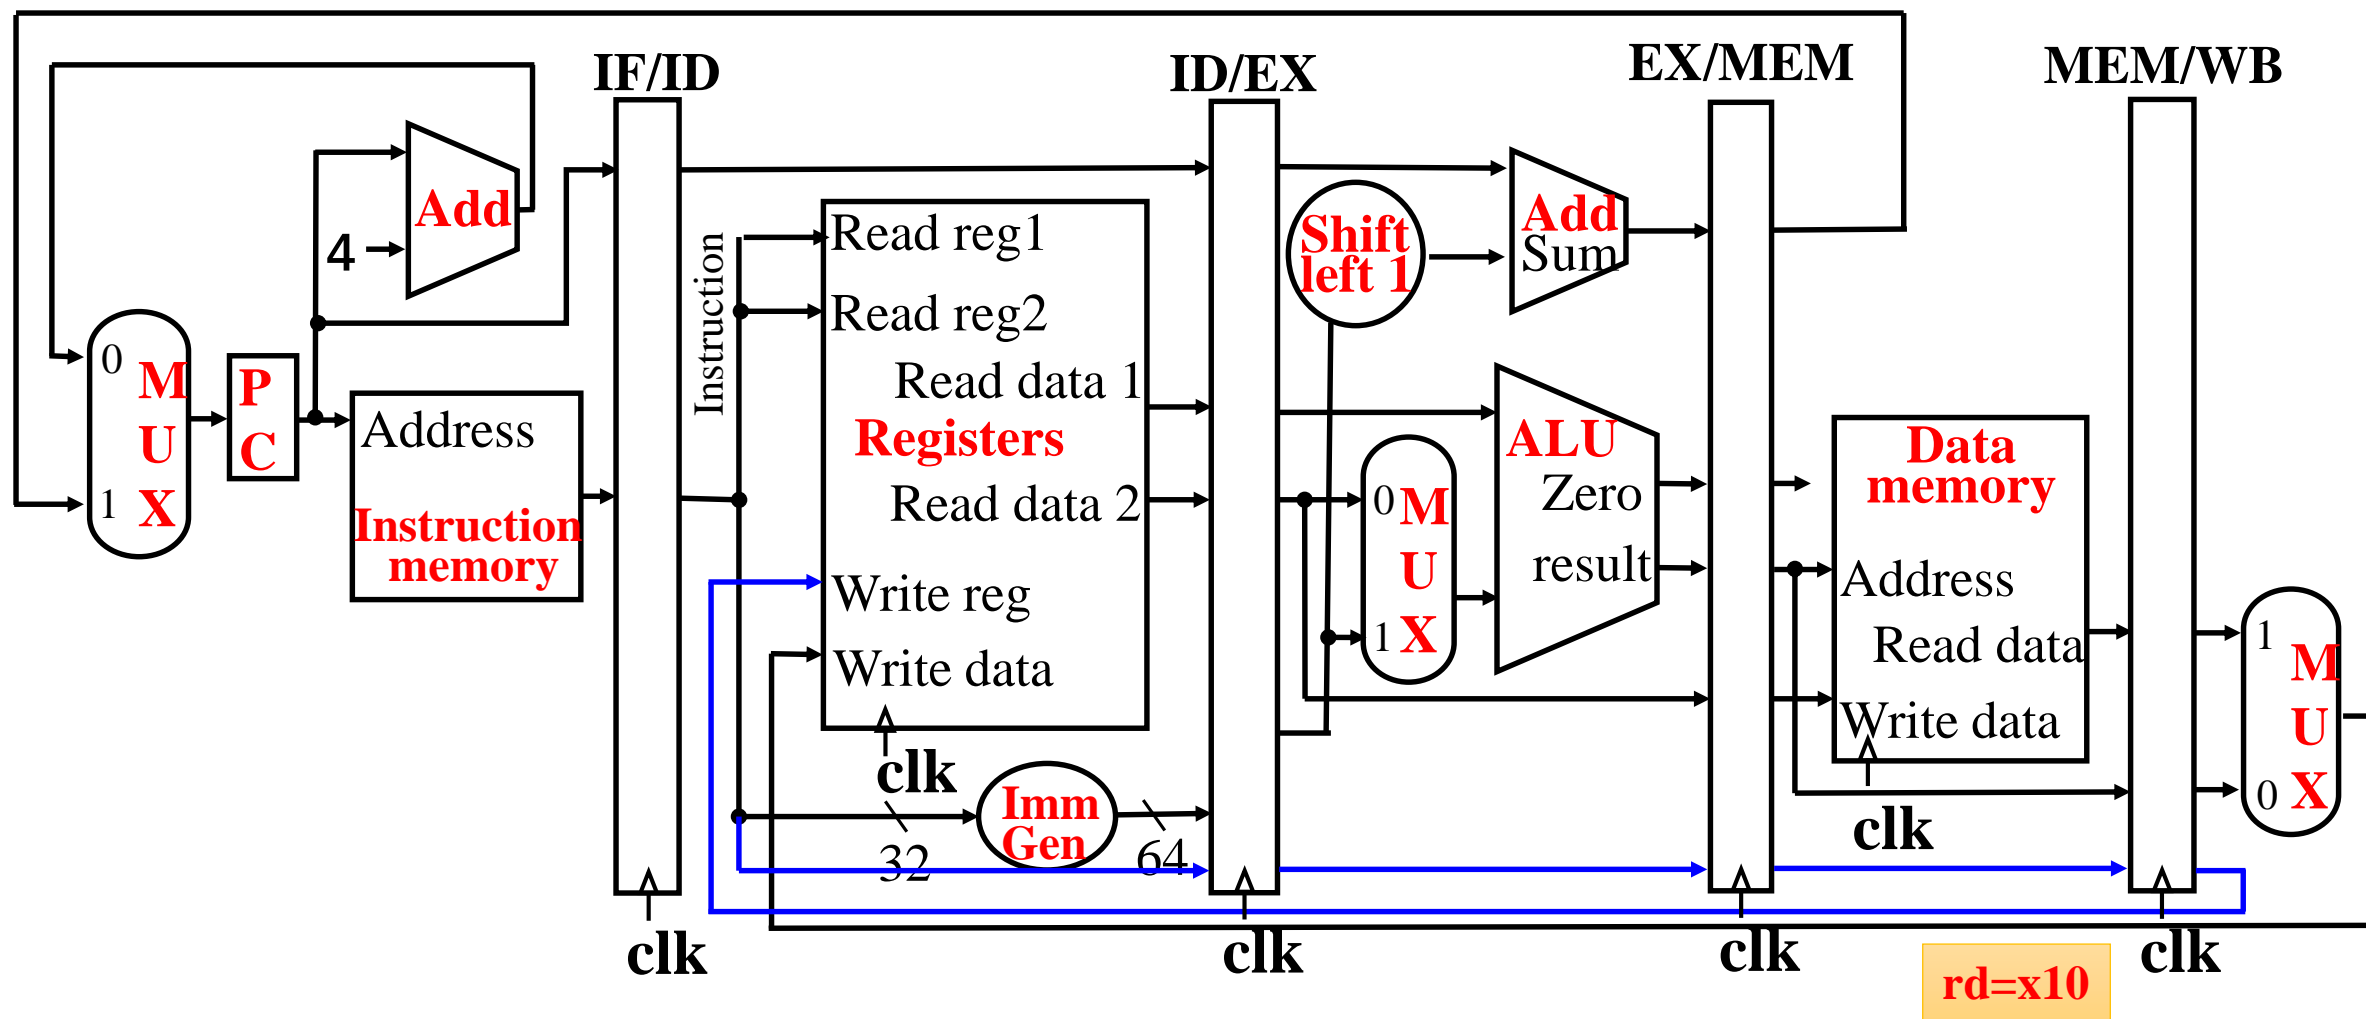 IF/ID
ID/EX
EX/MEM
MEM/WB
Add
4
0
M
U
X
1
P
C
Address
Instruction
memory
Instruction
Read reg1
Read reg2
Read data 1
Registers
Read data 2
Write reg
Write data
clk
Imm
Gen
32
64
Shift
left 1
Add
Sum
0
M
U
X
1
ALU
Zero
result
Data
memory
Address
Read data
Write data
clk
1
M
U
X
0
clk
clk
clk
clk
rd=x10